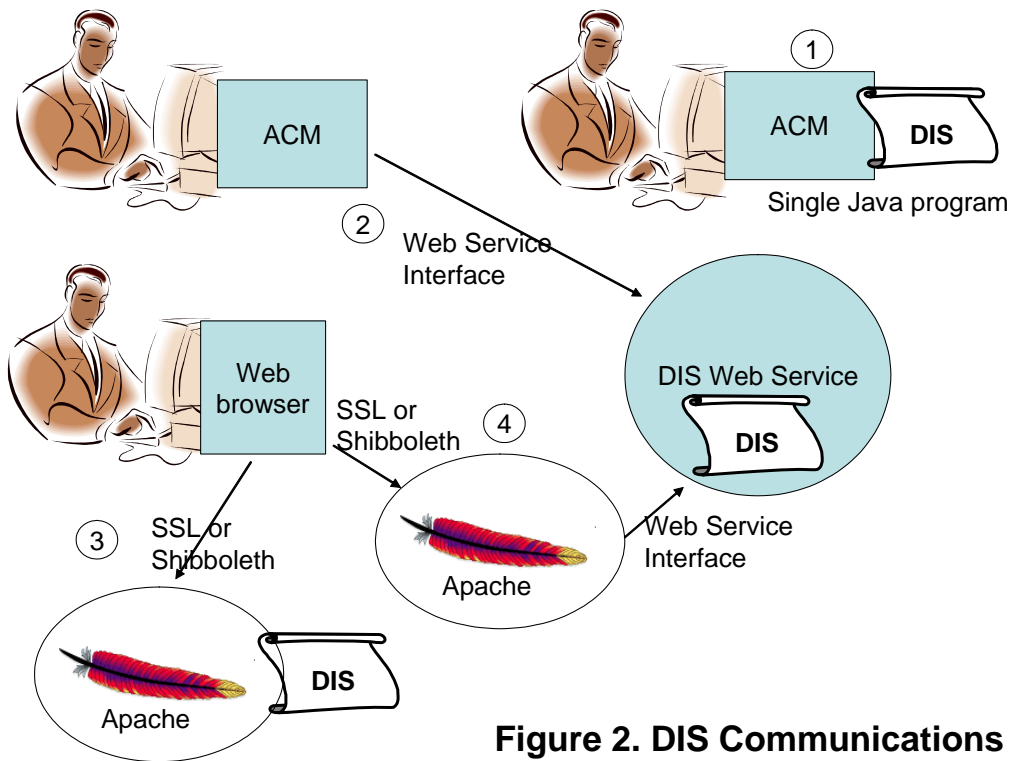 1
ACM
ACM
DIS
Single Java program
2
Web Service
Interface
Web
browser
DIS Web Service
SSL or
Shibboleth
4
DIS
3
SSL or
Shibboleth
Web Service
Interface
Apache
DIS
Apache
Figure 2. DIS Communications